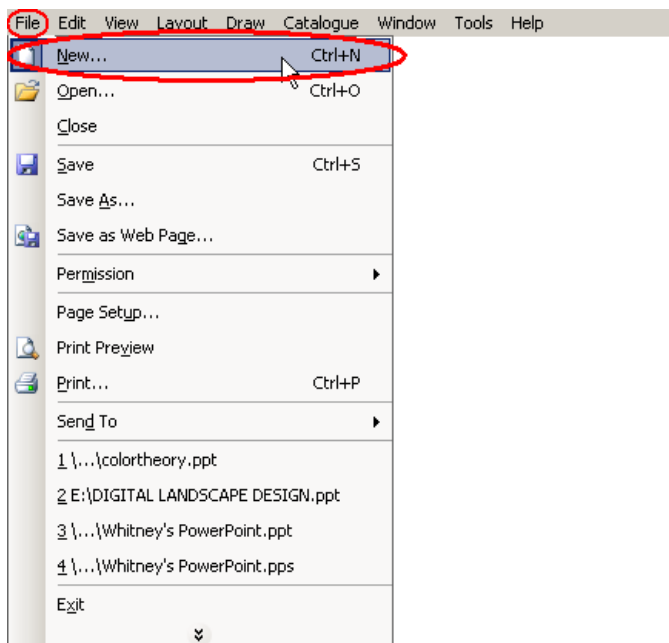 File Edit View Layout Draw Catalogue Window Tools Help
New... Ctrl+N
Open... Ctrl+O
Close
Save Ctrl+S
Save As...
Save as Web Page...
Permission
Page Setup...
Print Preview
Print... Ctrl+P
Send To
1 \...\colortheory.ppt
2 E:\DIGITAL LANDSCAPE DESIGN.ppt
3 \...\Whitney's PowerPoint.ppt
4 \...\Whitney's PowerPoint.pps
Exit